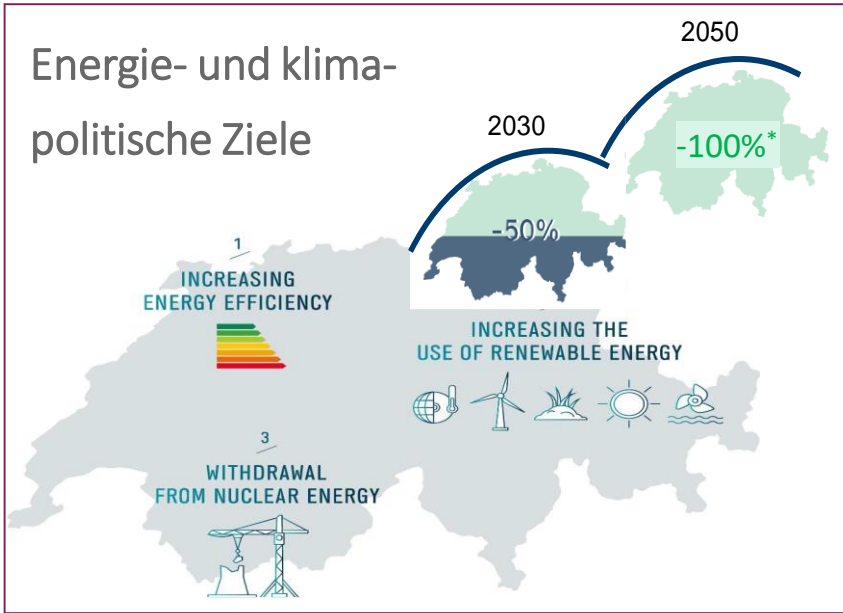 Energie- und klima-
politische Ziele
2030
2050
-50%
-100%*
1
INCREASING
ENERGY EFFICIENCY
INCREASING THE
USE OF RENEWABLE ENERGY
3
WITHDRAWAL
FROM NUCLEAR ENERGY